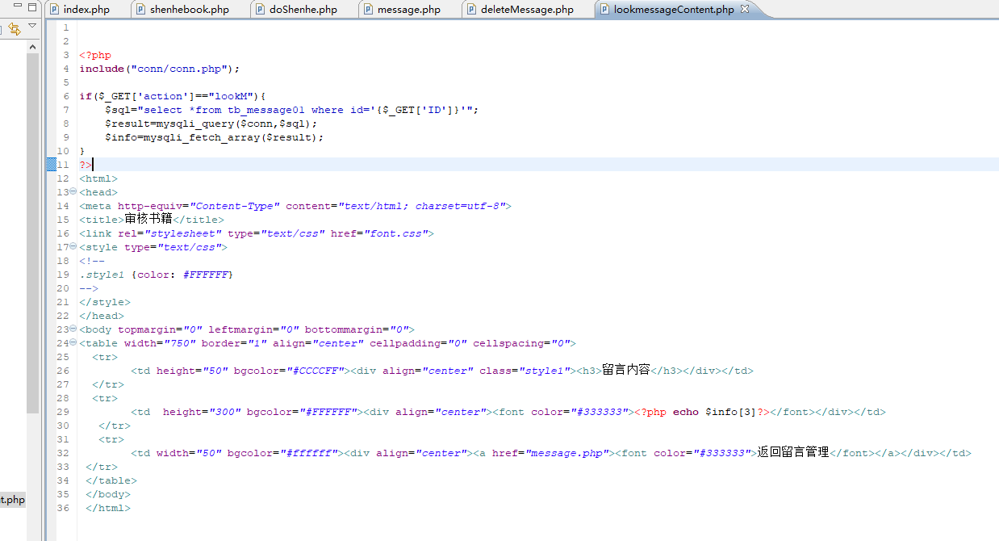 index.php shenhebook.php doShenhe.php message.php deleteMessage.php lookmessageContent.php
1
2
3 <?php
4 include("conn/conn.php");
5
6 if($_GET['action']=="lookM"){
7 $sql="select *from tb_message01 where id='{$_GET['ID']}'";
8 $result=mysqli_query($conn,$sql);
9 $info=mysqli_fetch_array($result);
10 }
11 ?>
12 <html>
13 <head>
14 <meta http-equiv="Content-Type" content="text/html; charset=utf-8">
15 <title>审核书籍</title>
16 <link rel="stylesheet" type="text/css" href="font.css">
17 <style type="text/css">
18 <!--
19 .style1 {color: #FFFFFF}
20 -->
21 </style>
22 </head>
23 <body topmargin="0" leftmargin="0" bottommargin="0">
24 <table width="750" border="1" align="center" cellpadding="0" cellspacing="0">
25 <tr>
26 <td height="50" bgcolor="#CCCCFF"><div align="center" class="style1"><h3>留言内容</h3></div></td>
27 </tr>
28 <tr>
29 <td  height="300" bgcolor="#FFFFFF"><div align="center"><font color="#333333"><?php echo $info[3]?></font></div></td>
30 </tr>
31 <tr>
32 <td width="50" bgcolor="#ffffff"><div align="center"><a href="message.php"><font color="#333333">返回留言管理</font></a></div></td>
33 </tr>
34 </table>
35 </body>
t.php
36 </html>